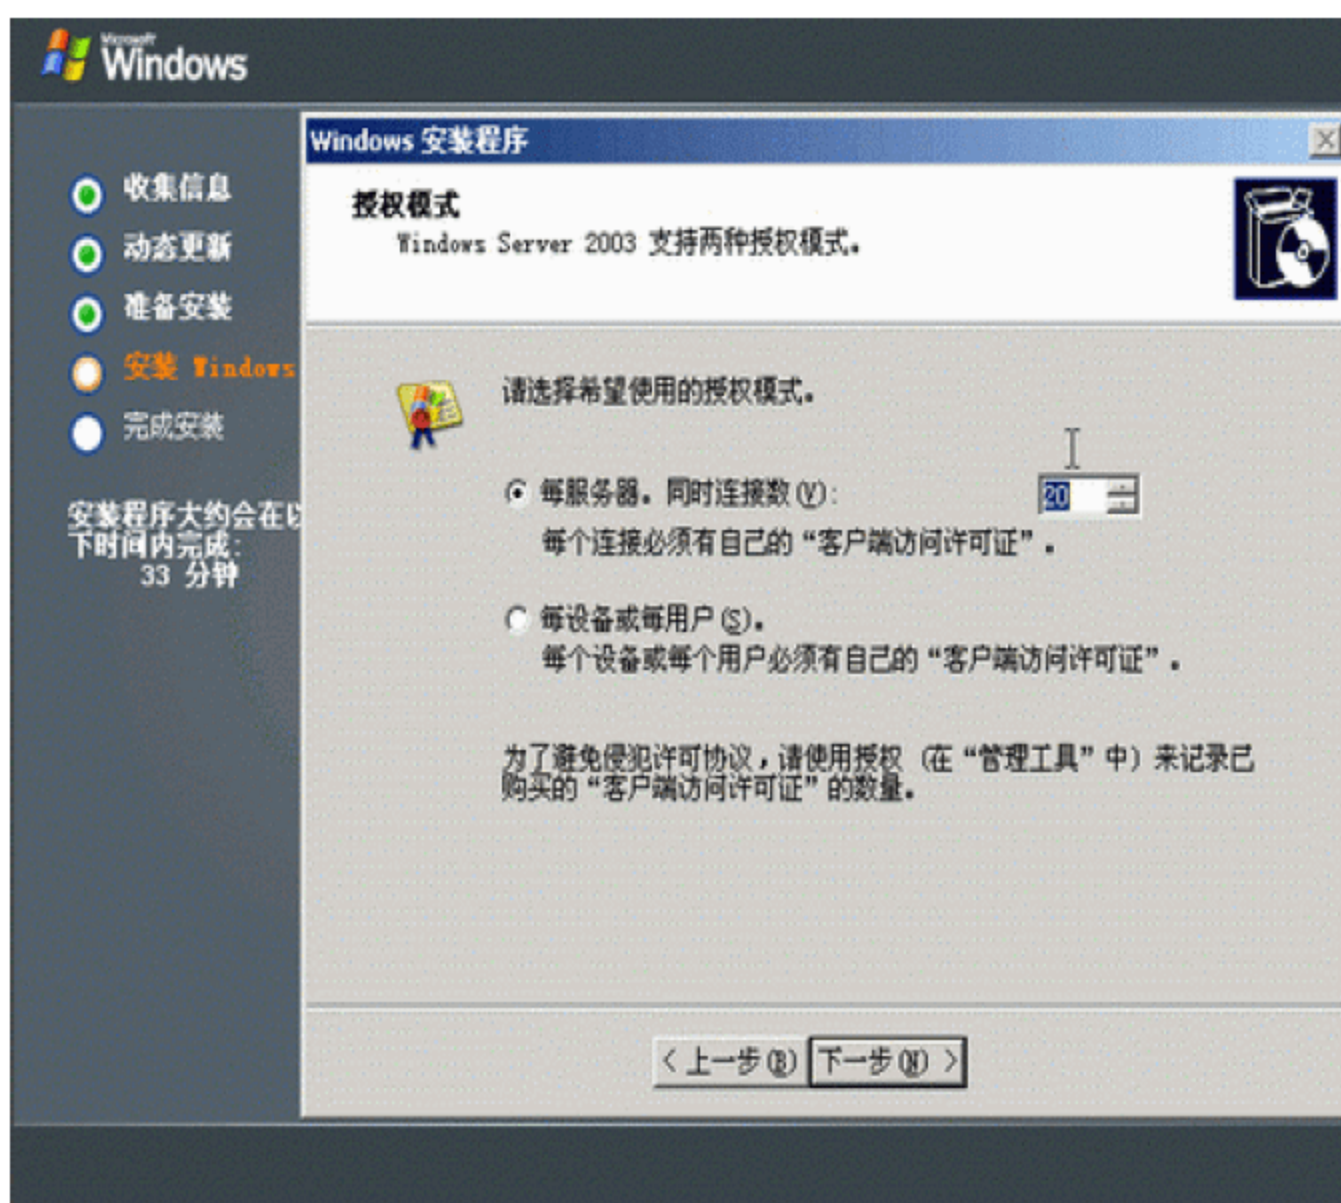 Microsoft
Windows
收集信息
动态更新
准备安装
安装 Windows
完成安装
安装程序大约会在以
下时间内完成:
33 分钟
Windows 安装程序
授权模式
Windows Server 2003 支持两种授权模式。
请选择希望使用的授权模式。
每服务器。同时连接数(V):
20
每个连接必须有自己的“客户端访问许可证”。
每设备或每用户(S)。
每个设备或每个用户必须有自己的“客户端访问许可证”。
为了避免侵犯许可协议,请使用授权 (在“管理工具”中) 来记录已
购买的“客户端访问许可证”的数量。
< 上一步(B)
下一步(N) >